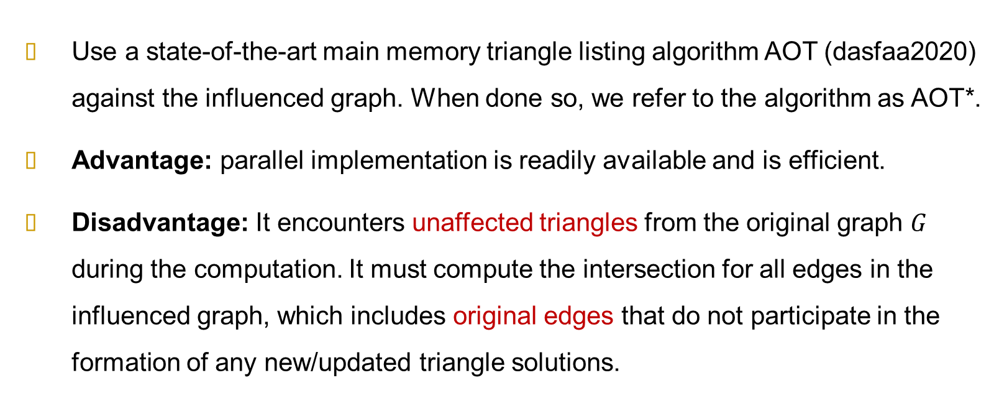 Use a state-of-the-art main memory triangle listing algorithm AOT (dasfaa2020)
against the influenced graph. When done so, we refer to the algorithm as AOT*.
Advantage: parallel implementation is readily available and is efficient.
Disadvantage: It encounters unaffected triangles from the original graph 𝐺
during the computation. It must compute the intersection for all edges in the
influenced graph, which includes original edges that do not participate in the
formation of any new/updated triangle solutions.